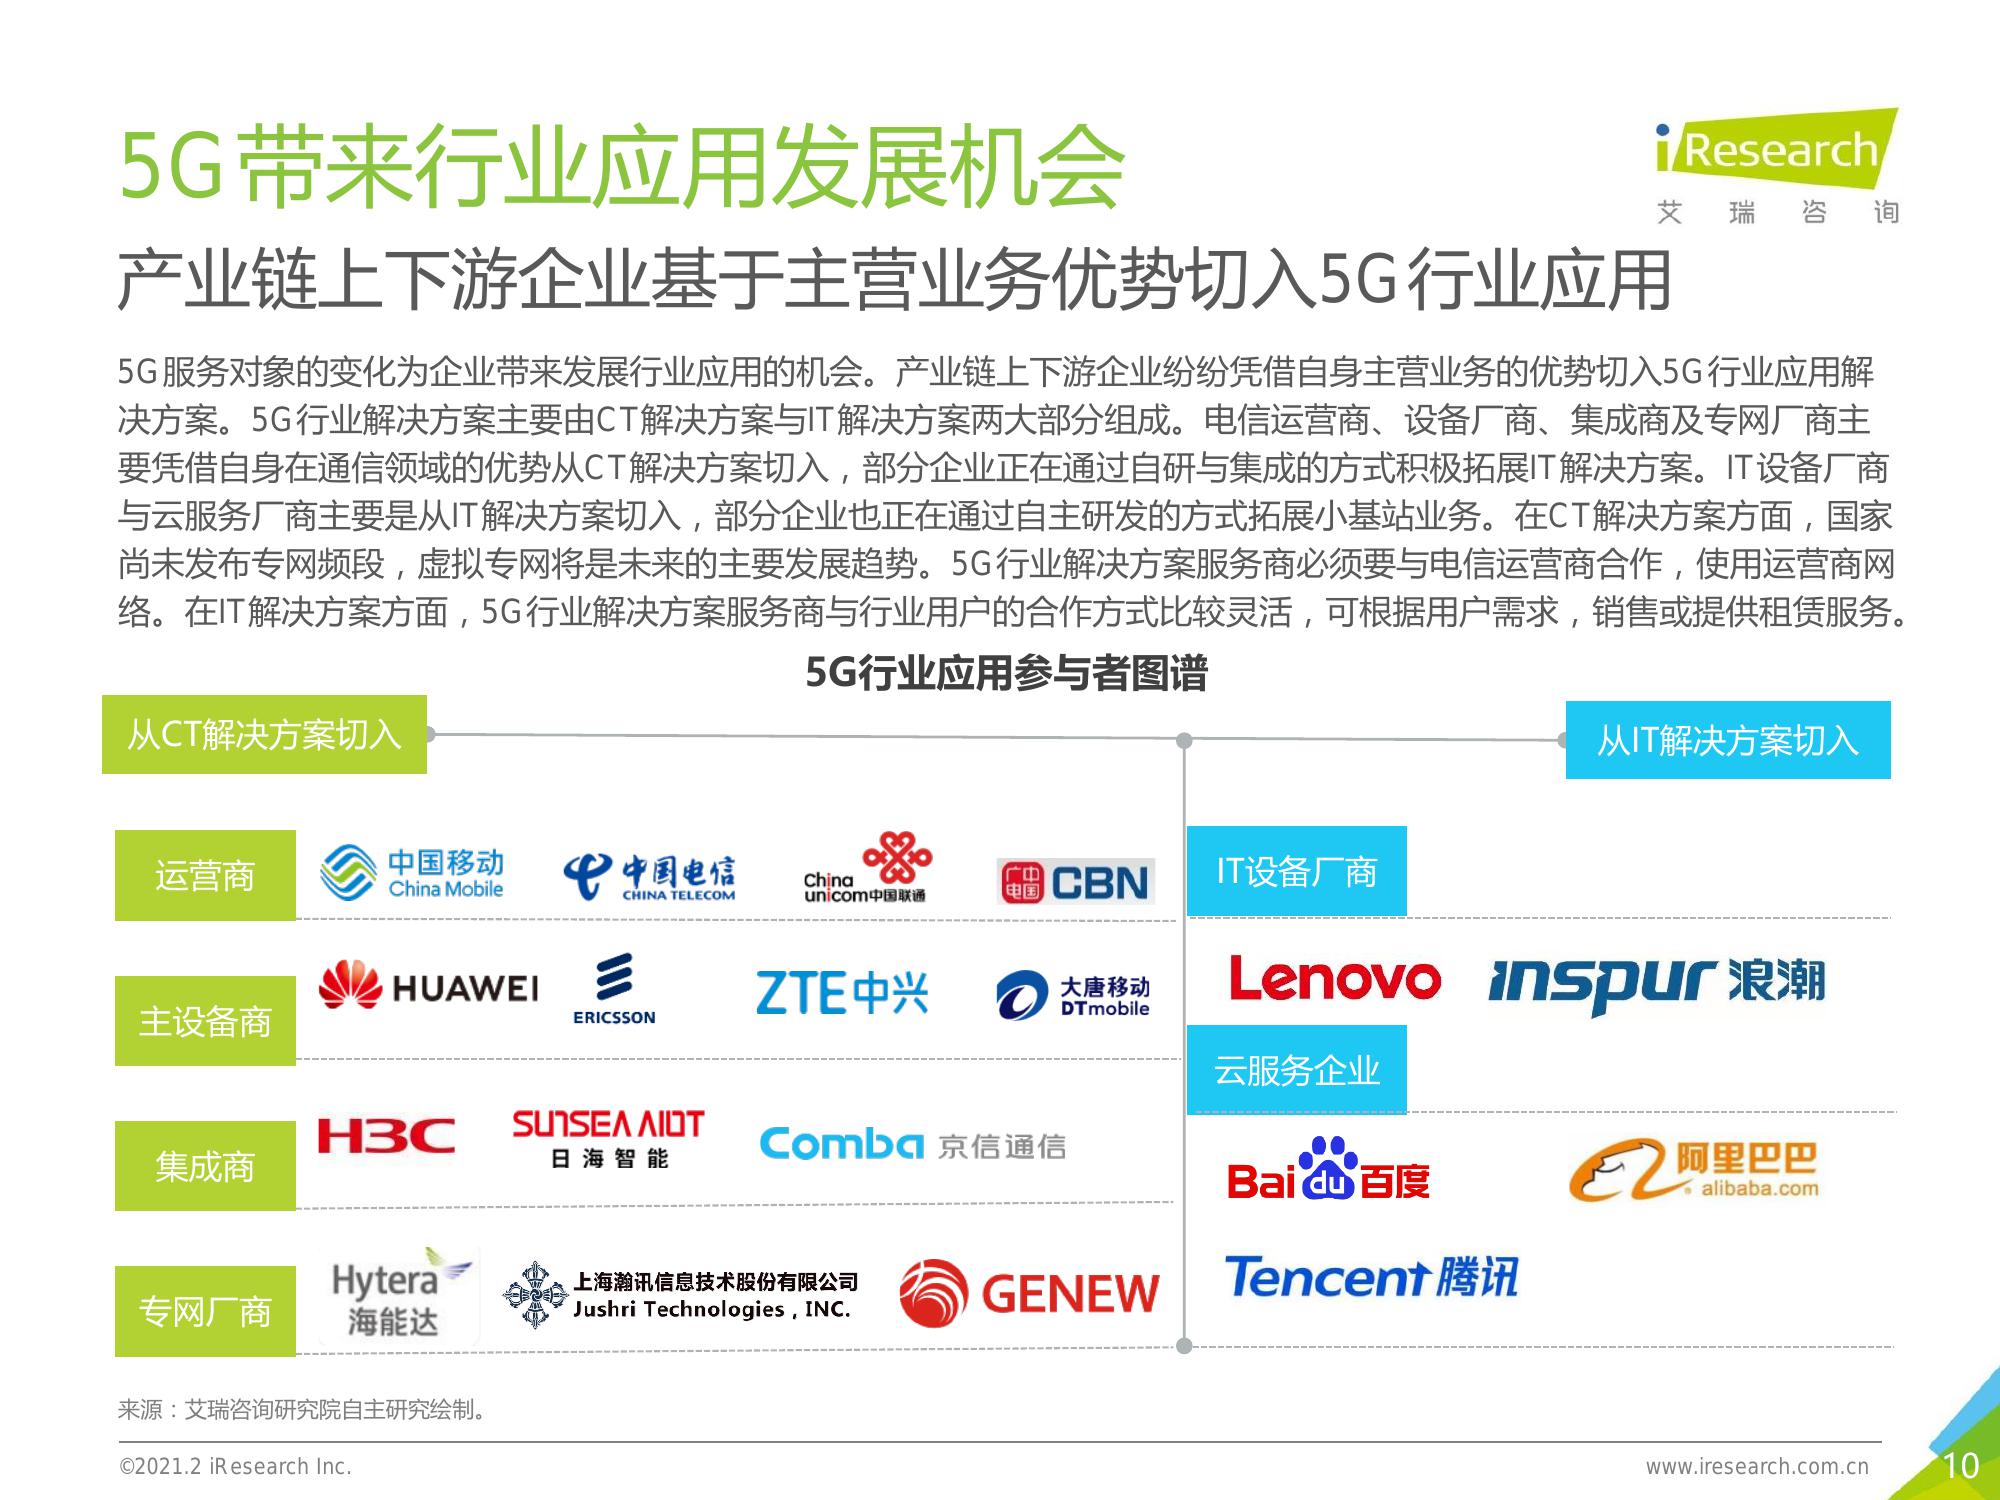 5G带来行业应用发展机会
iResearch
艾 瑞 咨 询
产业链上下游企业基于主营业务优势切入5G行业应用
5G服务对象的变化为企业带来发展行业应用的机会。产业链上下游企业纷纷凭借自身主营业务的优势切入5G行业应用解
决方案。5G行业解决方案主要由CT解决方案与IT解决方案两大部分组成。电信运营商、设备厂商、集成商及专网厂商主
要凭借自身在通信领域的优势从CT解决方案切入，部分企业正在通过自研与集成的方式积极拓展IT解决方案。IT设备厂商
与云服务厂商主要是从IT解决方案切入，部分企业也正在通过自主研发的方式拓展小基站业务。在CT解决方案方面，国家
尚未发布专网频段，虚拟专网将是未来的主要发展趋势。5G行业解决方案服务商必须要与电信运营商合作，使用运营商网
络。在IT解决方案方面，5G行业解决方案服务商与行业用户的合作方式比较灵活，可根据用户需求，销售或提供租赁服务。
5G行业应用参与者图谱
从CT解决方案切入
从IT解决方案切入
运营商
中国移动
China Mobile
中国电信
CHINA TELECOM
China
unicom中国联通
广电
中国
CBN
主设备商
HUAWEI
ERICSSON
ZTE中兴
大唐移动
DTmobile
集成商
H3C
SUNSEA AIOT
日海智能
Comba 京信通信
专网厂商
Hytera
海能达
上海瀚讯信息技术股份有限公司
Jushri Technologies , INC.
GENEW
IT设备厂商
Lenovo
inspur 浪潮
云服务企业
Bai du 百度
阿里巴巴
alibaba.com
Tencent 腾讯
来源：艾瑞咨询研究院自主研究绘制。
©2021.2 iResearch Inc.
www.iresearch.com.cn
10